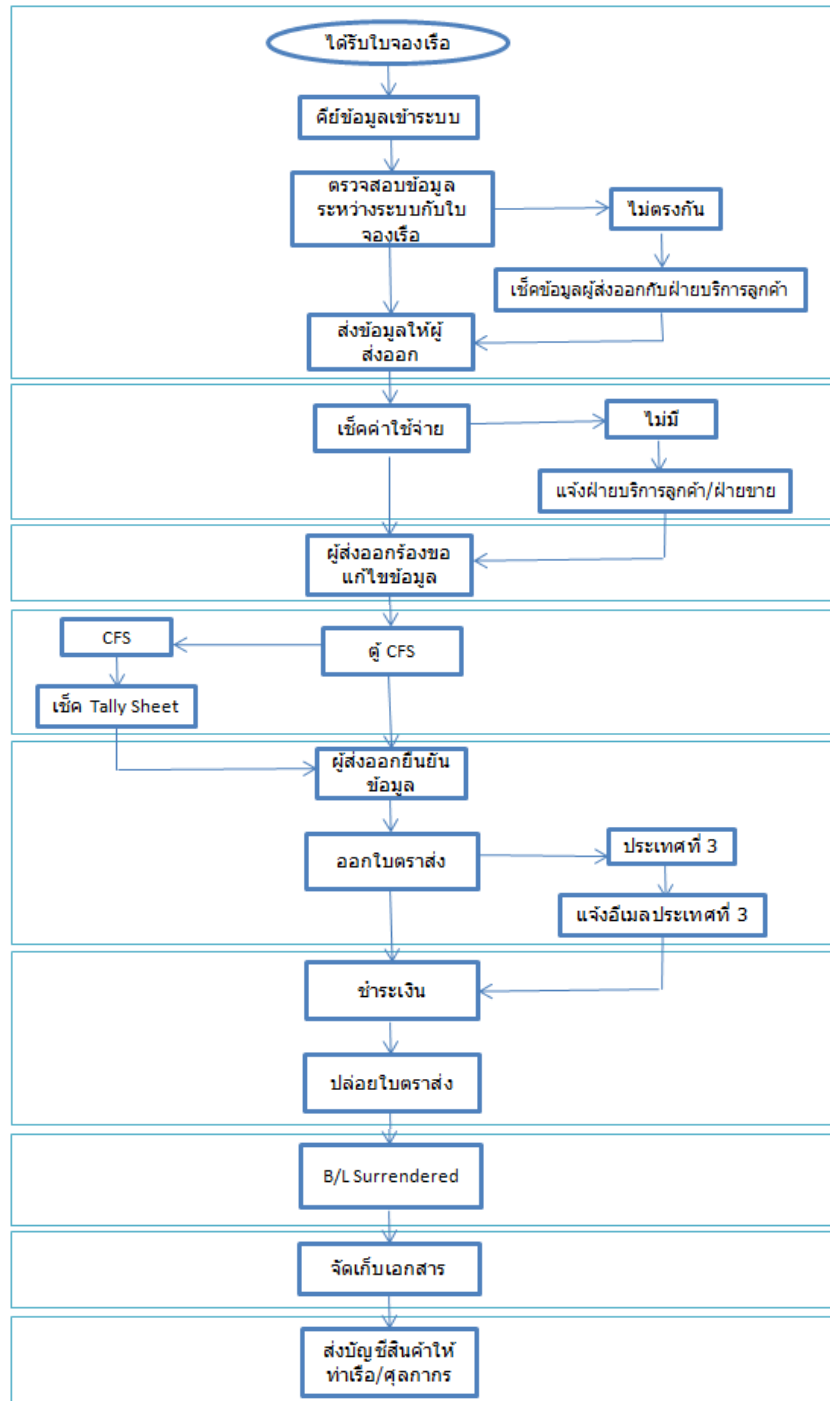 ได้รับใบจองเรือ
คีย์ข้อมูลเข้าระบบ
ตรวจสอบข้อมูล
ระหว่างระบบกับใบ
จองเรือ
ไม่ตรงกัน
เช็คข้อมูลผู้ส่งออกกับฝ่ายบริการลูกค้า
ส่งข้อมูลให้ผู้
ส่งออก
เช็คค่าใช้จ่าย
ไม่มี
แจ้งฝ่ายบริการลูกค้า/ฝ่ายขาย
ผู้ส่งออกร้องขอ
แก้ไขข้อมูล
CFS
ตู้ CFS
เช็ค Tally Sheet
ผู้ส่งออกยืนยัน
ข้อมูล
ออกใบตราส่ง
ประเทศที่ 3
แจ้งอีเมลประเทศที่ 3
ชำระเงิน
ปล่อยใบตราส่ง
B/L Surrendered
จัดเก็บเอกสาร
ส่งบัญชีสินค้าให้
ท่าเรือ/ศุลกากร